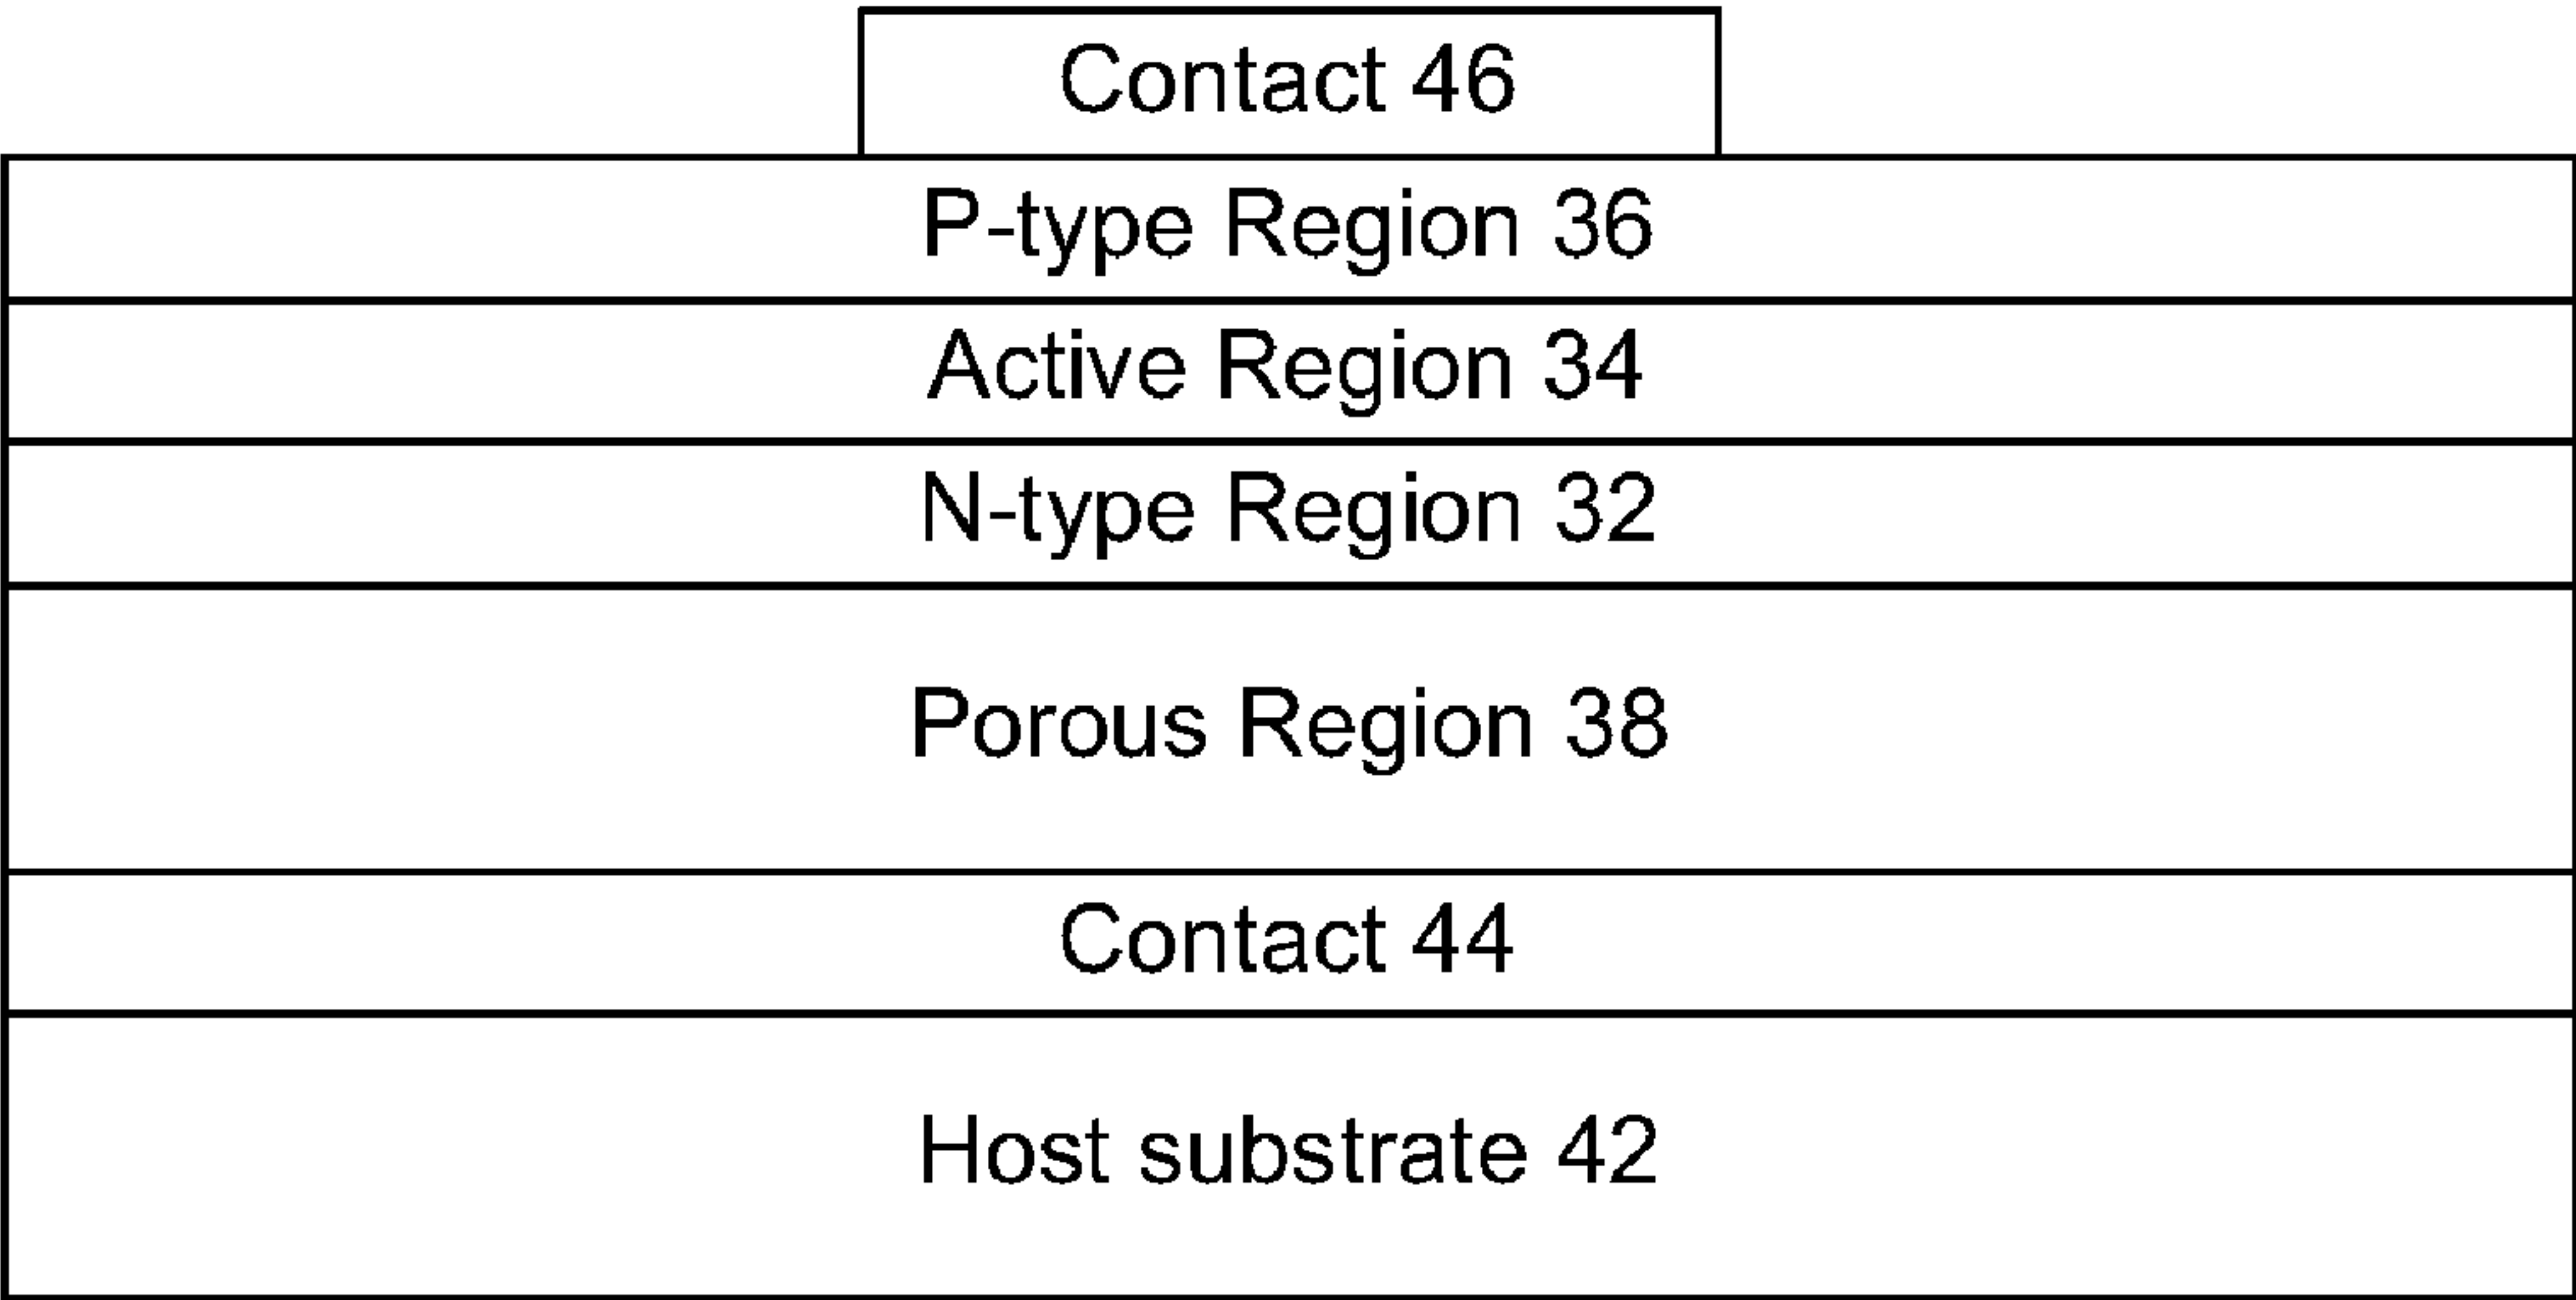 Contact 46
P-type Region 36
Active Region 34
N-type Region 32
Porous Region 38
Contact 44
Host substrate 42